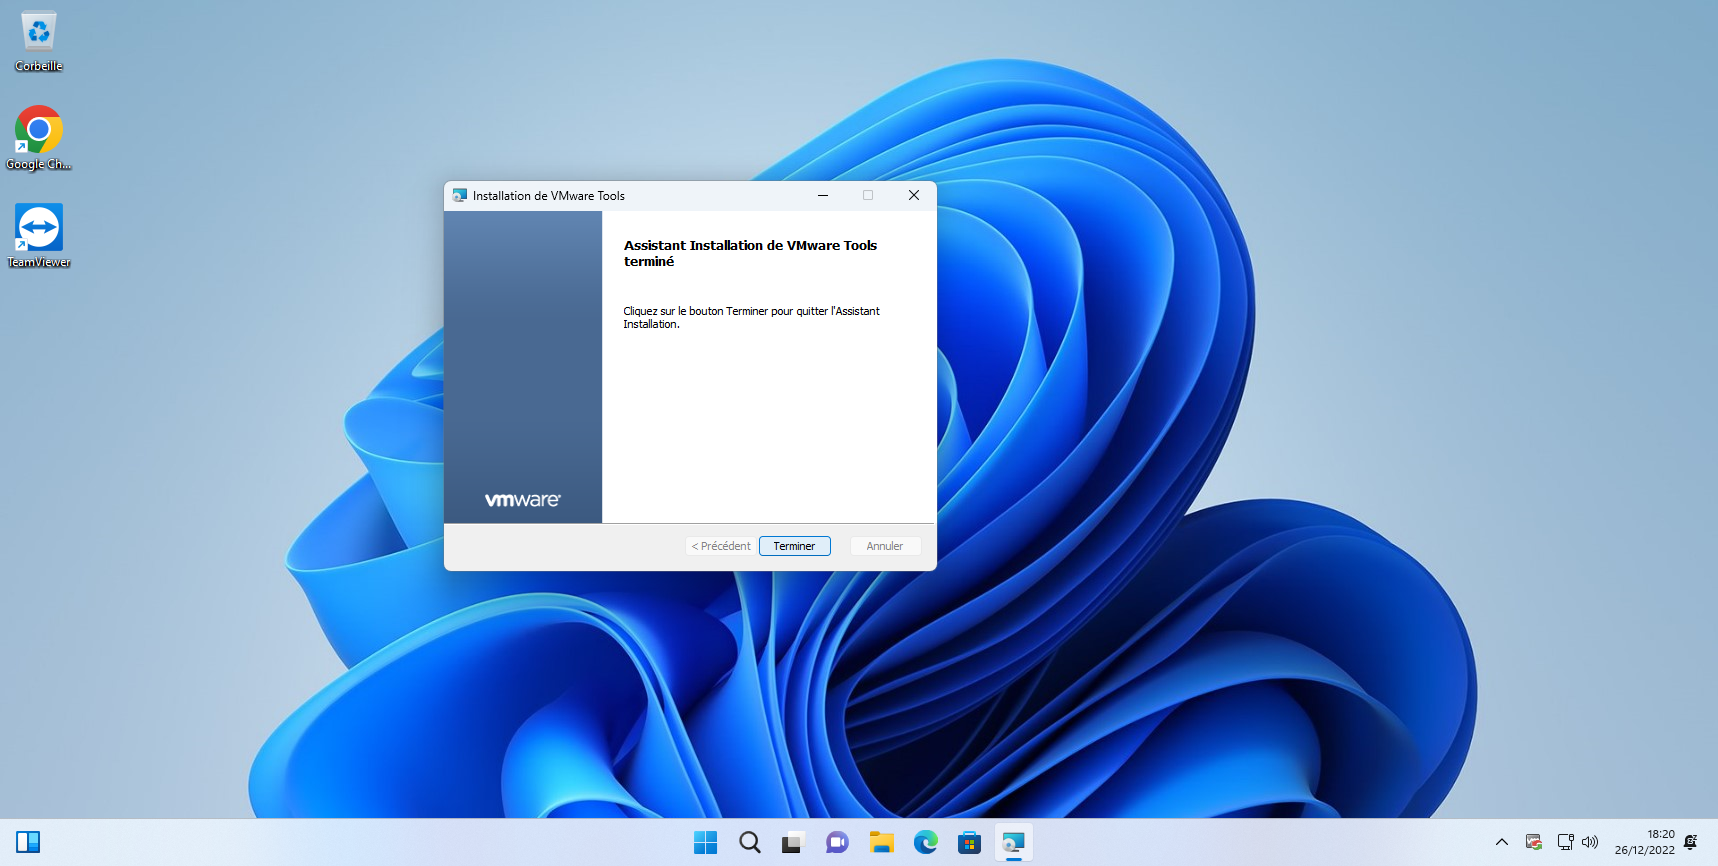 Corbeille
Google Ch...
TeamViewer
Installation de VMware Tools
Assistant Installation de VMware Tools
terminé
Cliquez sur le bouton Terminer pour quitter l'Assistant
Installation.
vmware®
< Précédent
Terminer
Annuler
18:20
26/12/2022